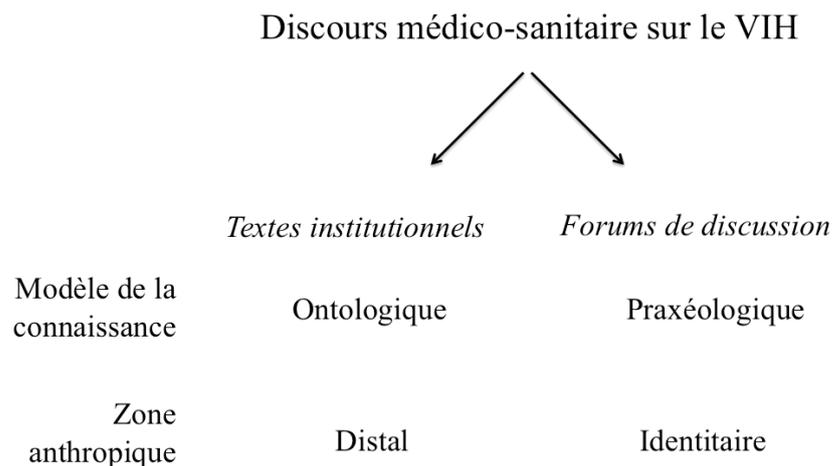 Discours médico-sanitaire sur le VIH
Textes institutionnels Forums de discussion
Modèle de la
connaissance
Ontologique Praxéologique
Zone
anthropique
Distal Identitaire